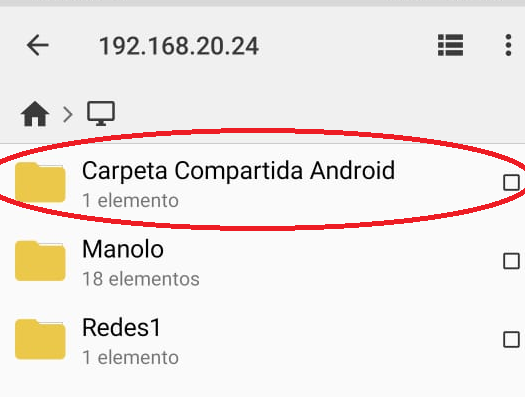 192.168.20.24
Carpeta Compartida Android
1 elemento
Manolo
18 elementos
Redes1
1 elemento